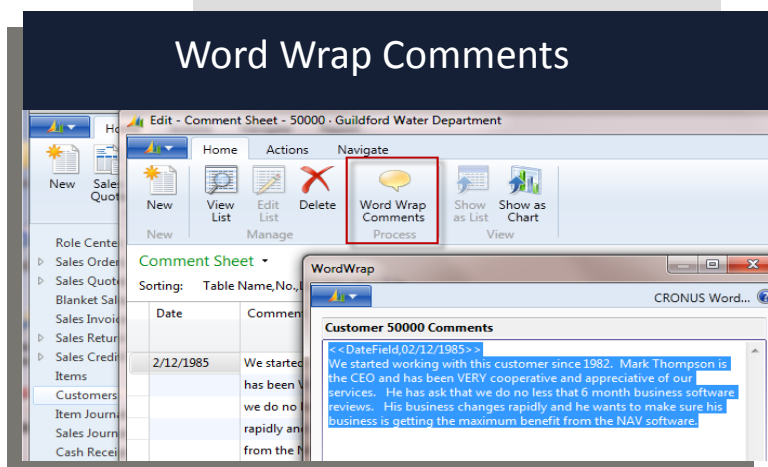 Word Wrap Comments
Edit - Comment Sheet - 50000 · Guildford Water Department
Home Actions Navigate
New
View List
Edit List
Delete
Word Wrap Comments
Show as List
Show as Chart
New Manage Process View
New
Role Cente
Sales Order
Sales Quot
Blanket Sal
Sales Invoi
Sales Retur
Sales Credi
Items
Customers
Item Journ
Sales Journ
Cash Recei
Comment Sheet
Sorting: Table Name,No.,
Date Commen
2/12/1985 We started
has been
we do no
rapidly an
from the
WordWrap
CRONUS Word...
Customer 50000 Comments
<<DateField,02/12/1985>>
We started working with this customer since 1982. Mark Thompson is
the CEO and has been VERY cooperative and appreciative of our
services. He has ask that we do no less that 6 month business software
reviews. His business changes rapidly and he wants to make sure his
business is getting the maximum benefit from the NAV software.